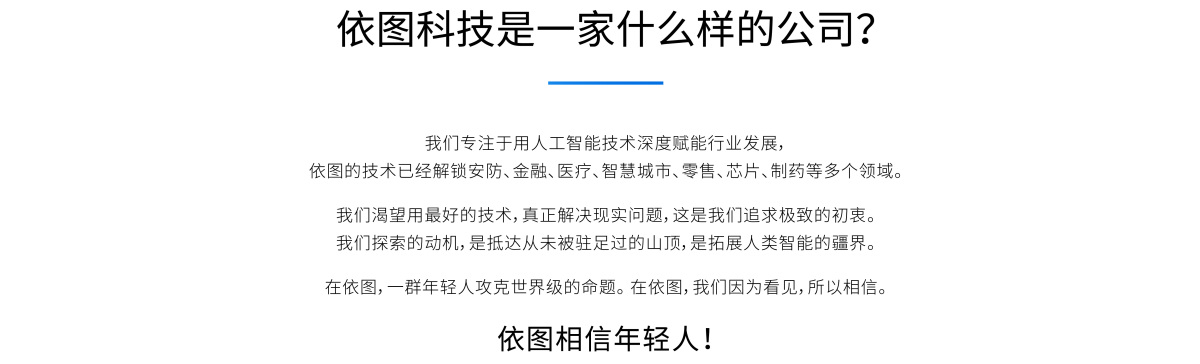 依图科技是一家什么样的公司？
我们专注于用人工智能技术深度赋能行业发展，
依图的技术已经解锁安防、金融、医疗、智慧城市、零售、芯片、制药等多个领域。
我们渴望用最好的技术，真正解决现实问题，这是我们追求极致的初衷。
我们探索的动机，是抵达从未被驻足过的山顶，是拓展人类智能的疆界。
在依图，一群年轻人攻克世界级的命题。在依图，我们因为看见，所以相信。
依图相信年轻人！